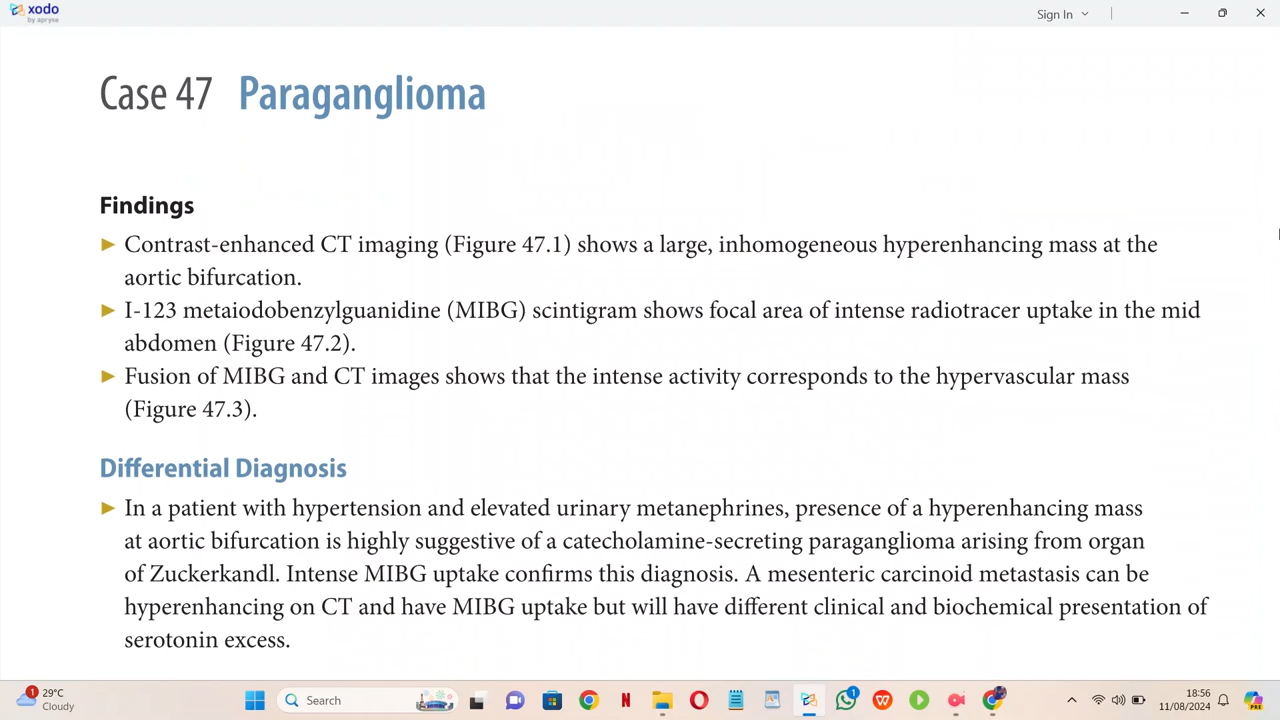 xodo
by apryse
Sign In
Case 47 Paraganglioma
Findings
► Contrast-enhanced CT imaging (Figure 47.1) shows a large, inhomogeneous hyperenhancing mass at the
aortic bifurcation.
► I-123 metaiodobenzylguanidine (MIBG) scintigram shows focal area of intense radiotracer uptake in the mid
abdomen (Figure 47.2).
► Fusion of MIBG and CT images shows that the intense activity corresponds to the hypervascular mass
(Figure 47.3).
Differential Diagnosis
► In a patient with hypertension and elevated urinary metanephrines, presence of a hyperenhancing mass
at aortic bifurcation is highly suggestive of a catecholamine-secreting paraganglioma arising from organ
of Zuckerkandl. Intense MIBG uptake confirms this diagnosis. A mesenteric carcinoid metastasis can be
hyperenhancing on CT and have MIBG uptake but will have different clinical and biochemical presentation of
serotonin excess.
1
29°C
Cloudy
Search
1
18:56
11/08/2024
PRE